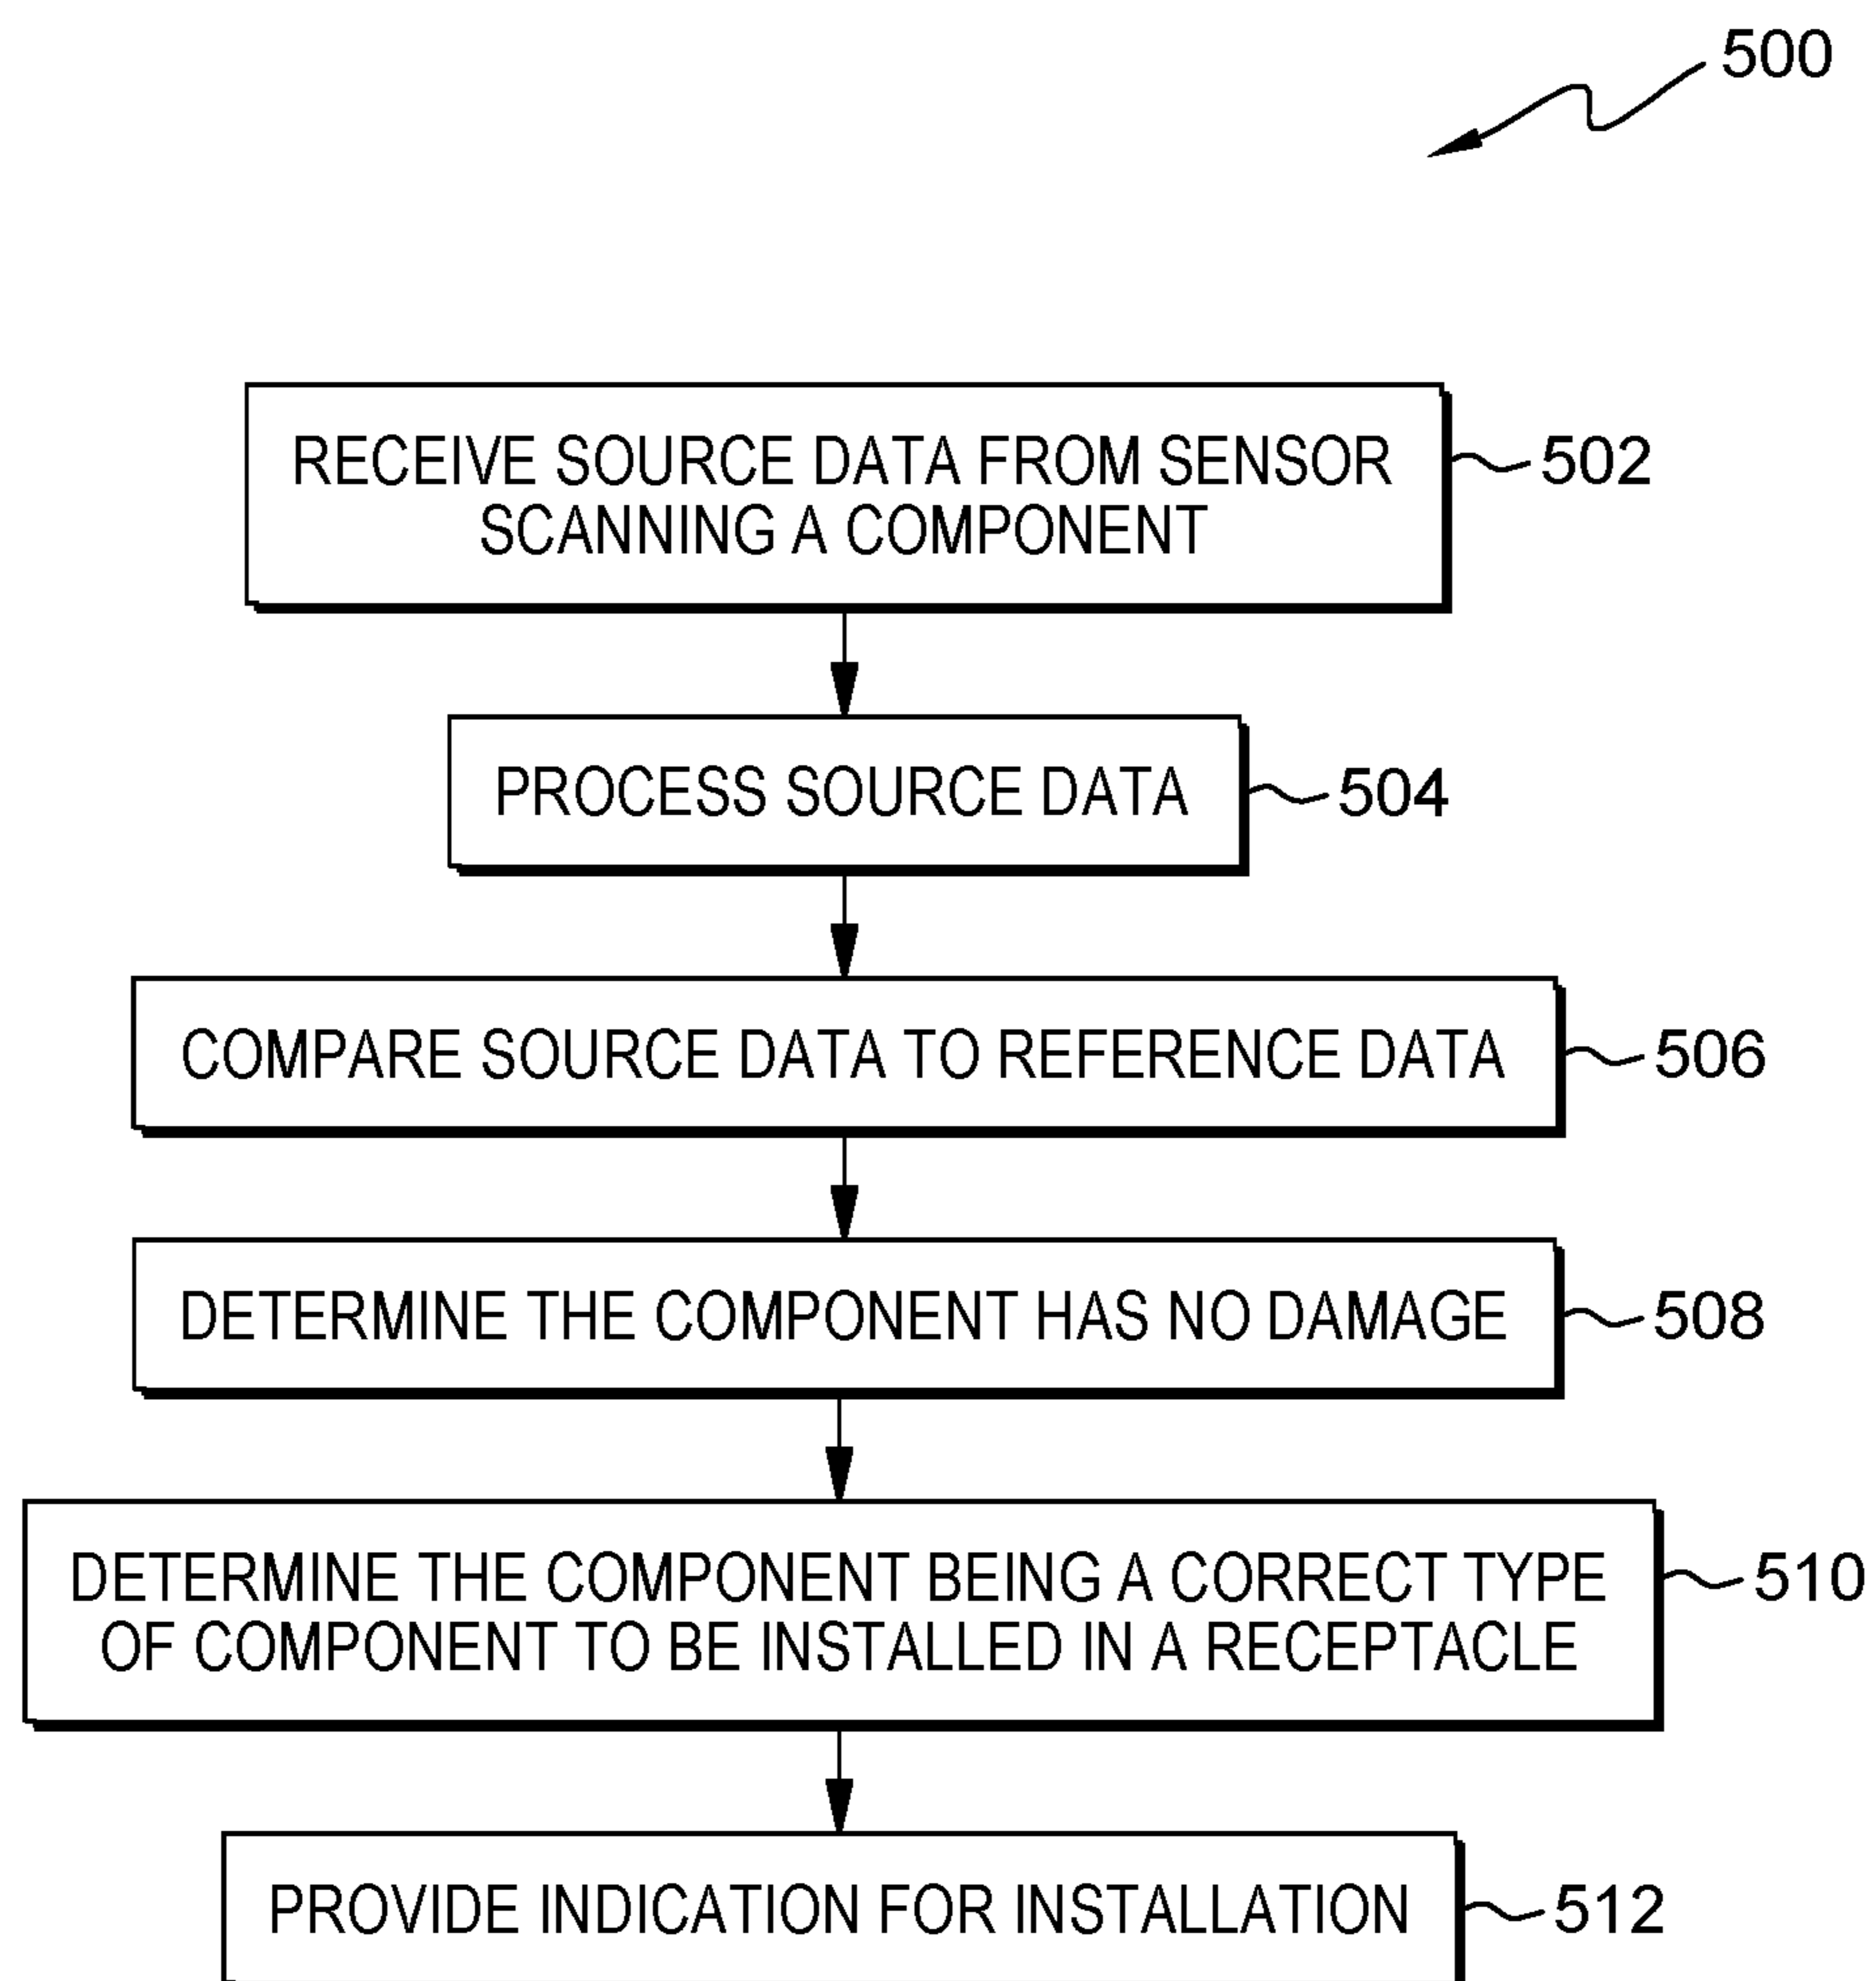 500
RECEIVE SOURCE DATA FROM SENSOR
SCANNING A COMPONENT
502
PROCESS SOURCE DATA
504
COMPARE SOURCE DATA TO REFERENCE DATA
506
DETERMINE THE COMPONENT HAS NO DAMAGE
508
DETERMINE THE COMPONENT BEING A CORRECT TYPE
OF COMPONENT TO BE INSTALLED IN A RECEPTACLE
510
PROVIDE INDICATION FOR INSTALLATION
512